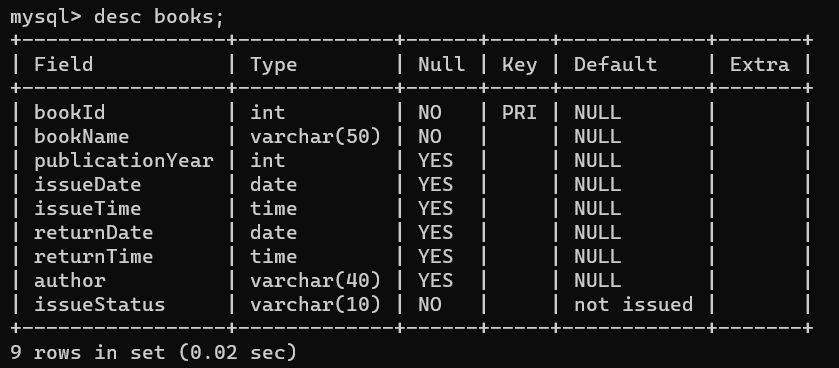 mysql> desc books;
+-----------------+-------------+------+-----+------------+-------+
| Field           | Type        | Null | Key | Default    | Extra |
+-----------------+-------------+------+-----+------------+-------+
| bookId          | int         | NO   | PRI | NULL       |       |
| bookName        | varchar(50) | NO   |     | NULL       |       |
| publicationYear | int         | YES  |     | NULL       |       |
| issueDate       | date        | YES  |     | NULL       |       |
| issueTime       | time        | YES  |     | NULL       |       |
| returnDate      | date        | YES  |     | NULL       |       |
| returnTime      | time        | YES  |     | NULL       |       |
| author          | varchar(40) | YES  |     | NULL       |       |
| issueStatus     | varchar(10) | NO   |     | not issued |       |
+-----------------+-------------+------+-----+------------+-------+
9 rows in set (0.02 sec)